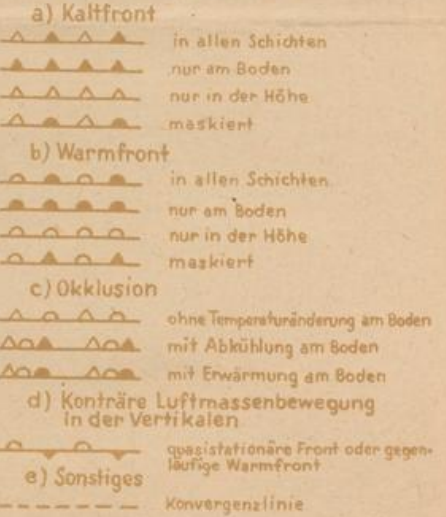 a) Kaltfront
in allen Schichten
nur am Boden
nur in der Höhe
maskiert
b) Warmfront
in allen Schichten
nur am Boden
nur in der Höhe
maskiert
c) Okklusion
ohne Temperaturänderung am Boden
mit Abkühlung am Boden
mit Erwärmung am Boden
d) Konträre Luftmassenbewegung
in der Vertikalen
quasistationäre Front oder gegen-
läufige Warmfront
e) Sonstiges
Konvergenzlinie